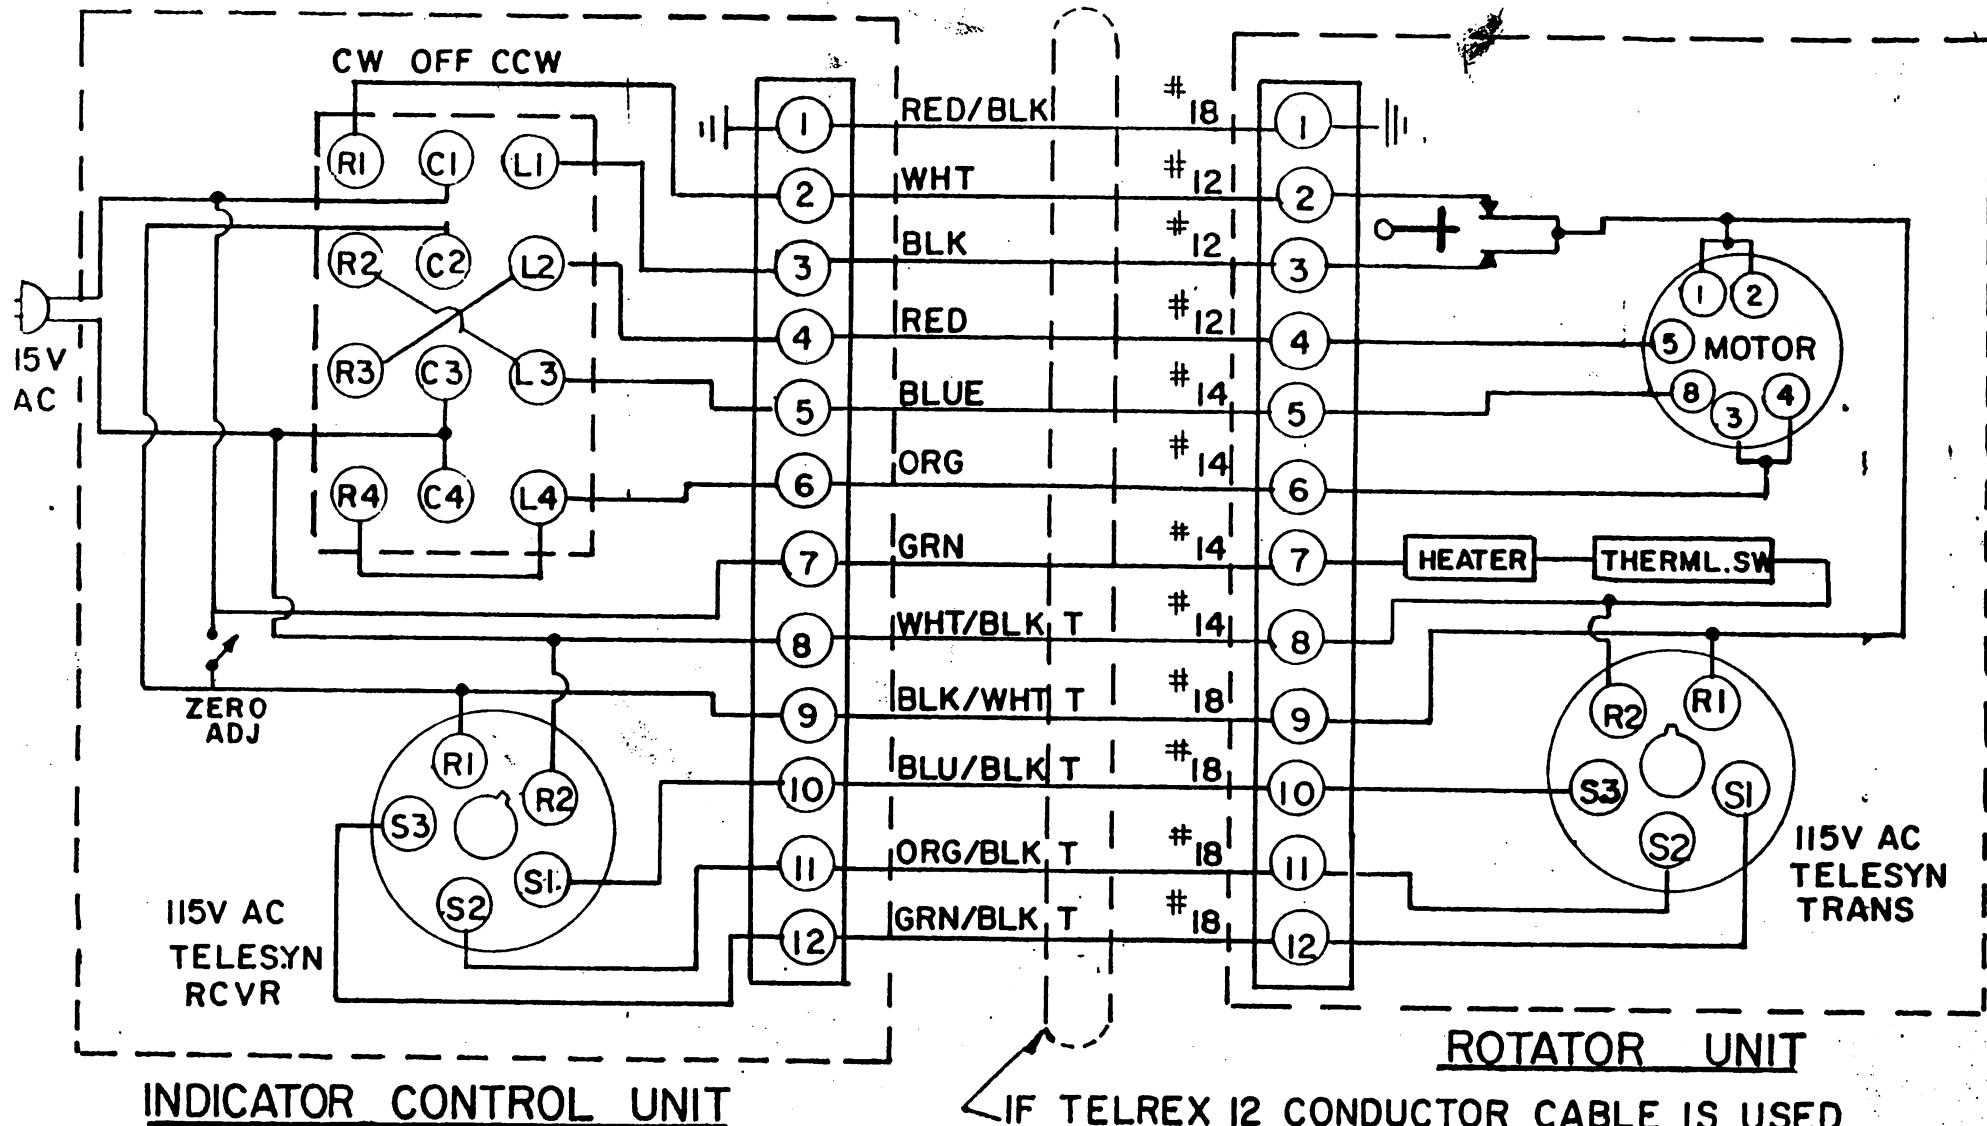 CW OFF CCW
R1 C1 L1
R2 C2 L2
R3 C3 L3
R4 C4 L4
15V
AC
ZERO
ADJ
R1
R2
S3
S1
S2
115V AC
TELESYN
RCVR
INDICATOR CONTROL UNIT
1 RED/BLK #18 1
2 WHT #12 2
3 BLK #12 3
4 RED #12 4
5 BLUE #14 5
6 ORG #14 6
7 GRN #14 7
8 WHT/BLK T #14 8
9 BLK/WHT T #18 9
10 BLU/BLK T #18 10
11 ORG/BLK T #18 11
12 GRN/BLK T #18 12
1 2
5 MOTOR
8 3 4
HEATER THERML.SW
R2 R1
S3 S1
S2
115V AC
TELESYN
TRANS
ROTATOR UNIT
IF TELREX 12 CONDUCTOR CABLE IS USED